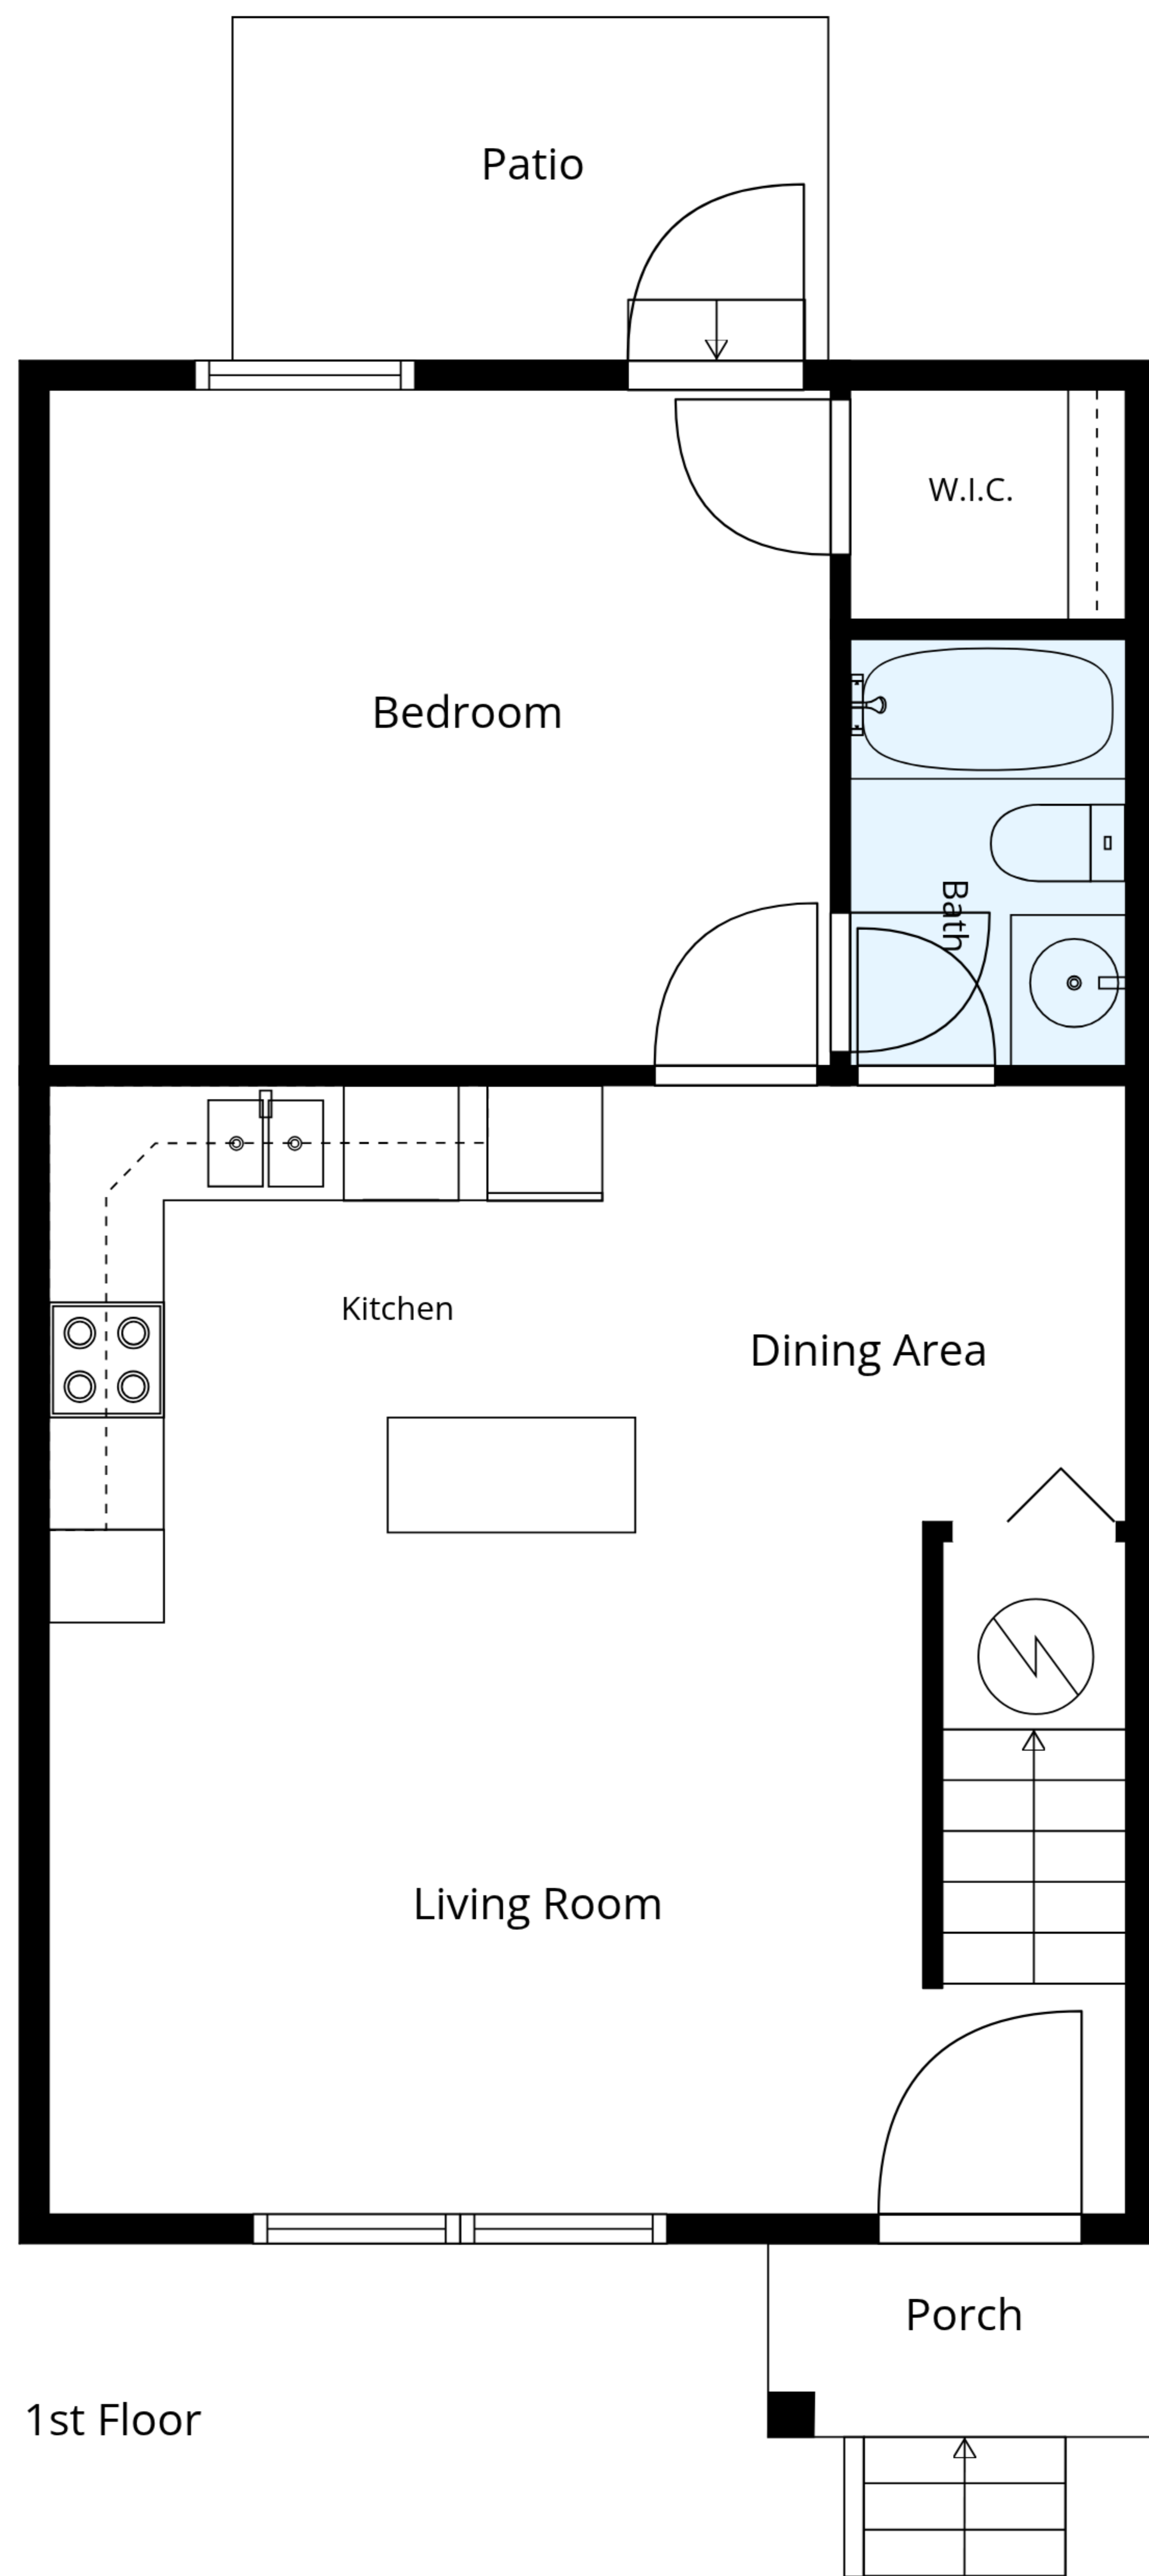 Patio
W.I.C.
Bedroom
Bath
Kitchen
Dining Area
Living Room
Porch
1st Floor